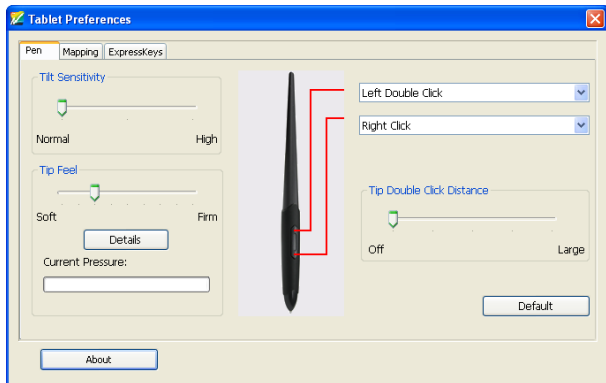 Tablet Preferences
Pen Mapping ExpressKeys
Tilt Sensitivity
Normal High
Tip Feel
Soft Firm
Details
Current Pressure:
Left Double Click
Right Click
Tip Double Click Distance
Off Large
Default
About